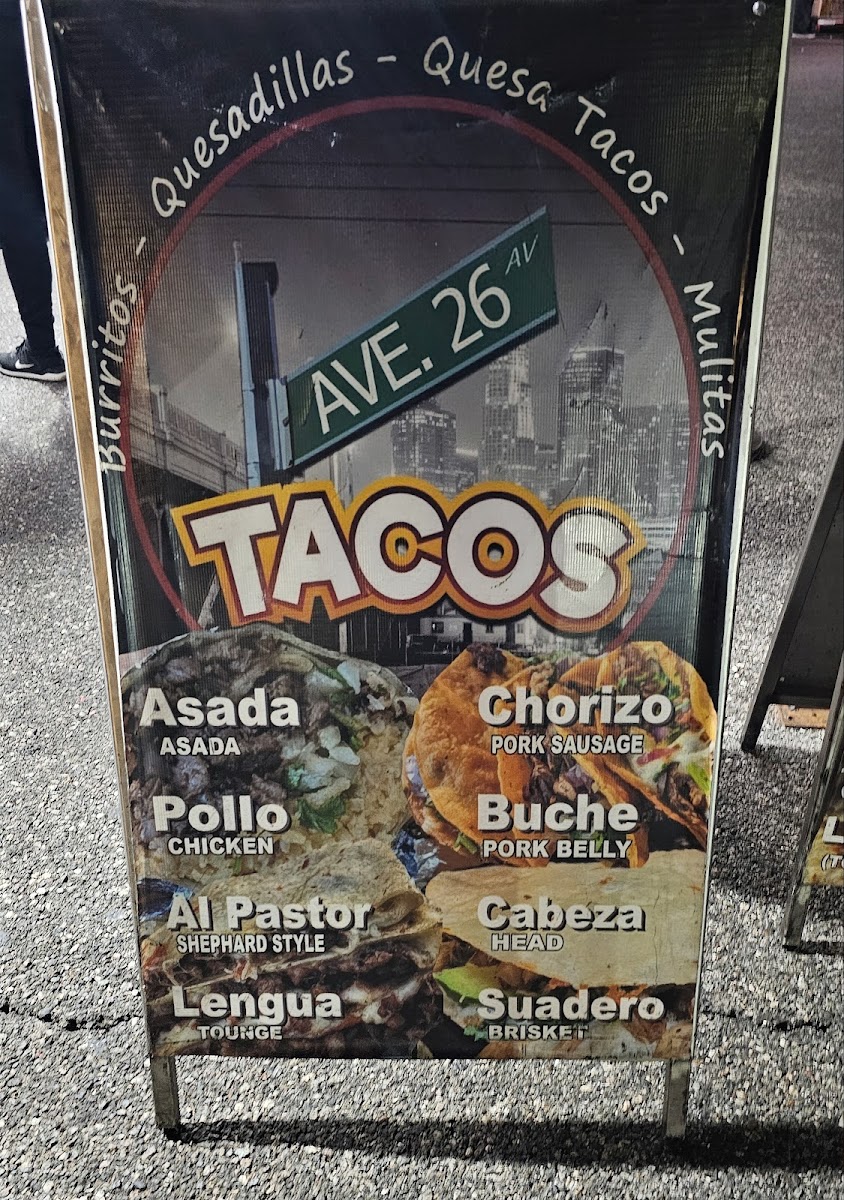 Burritos - Quesadillas - Quesa Tacos - Mulitas
AVE. 26 AV
TACOS
Asada
ASADA
Pollo
CHICKEN
Al Pastor
SHEPHARD STYLE
Lengua
TOUNGE
Chorizo
PORK SAUSAGE
Buche
PORK BELLY
Cabeza
HEAD
Suadero
BRISKET